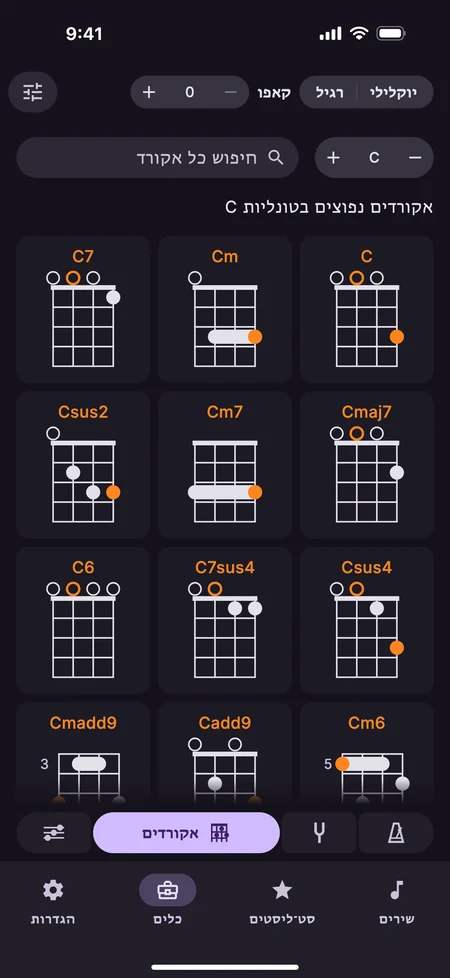 9:41
יוקלילי רגיל קאפו − 0 +
− C + חיפוש כל אקורד
אקורדים נפוצים בטונליות C
C Cm C7
Cmaj7 Cm7 Csus2
Csus4 C7sus4 C6
Cm6 Cadd9 Cmadd9
5 3
אקורדים
שירים סט־ליסטים כלים הגדרות